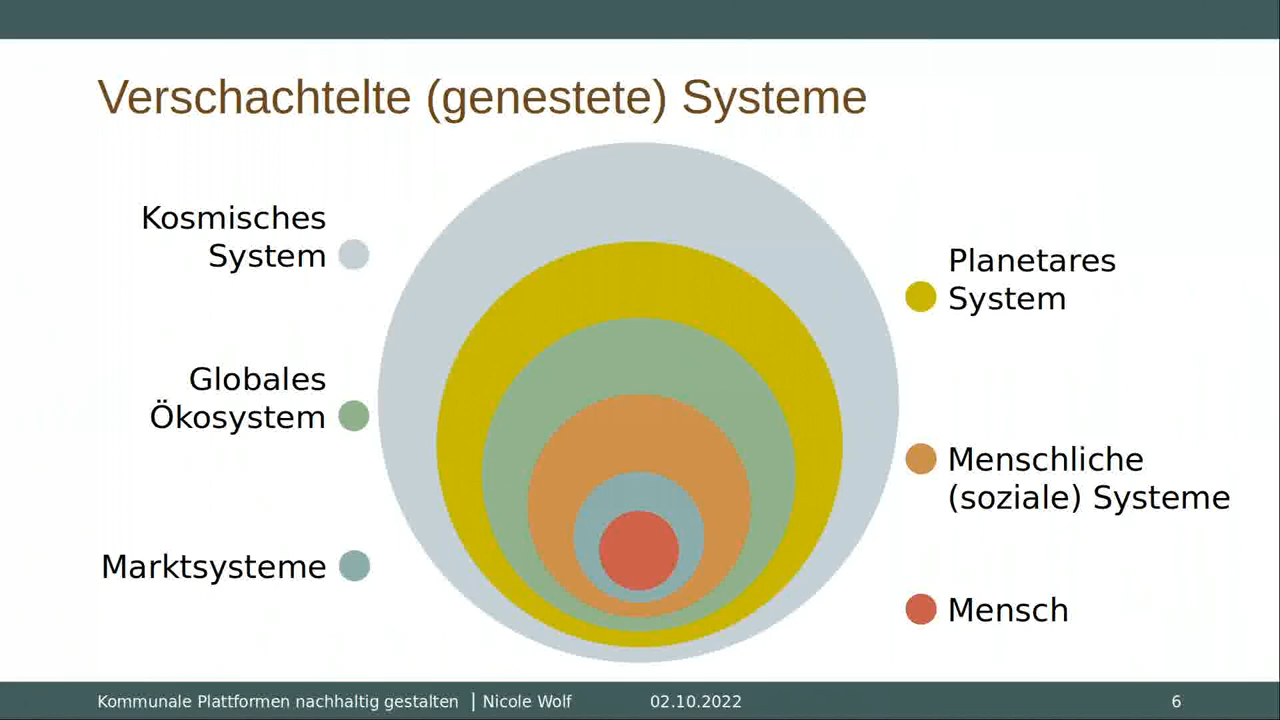 Verschachtelte (genestete) Systeme
Kosmisches
System
Planetares
System
Globales
Ökosystem
Menschliche
(soziale) Systeme
Marktsysteme
Mensch
Kommunale Plattformen nachhaltig gestalten | Nicole Wolf 02.10.2022 6